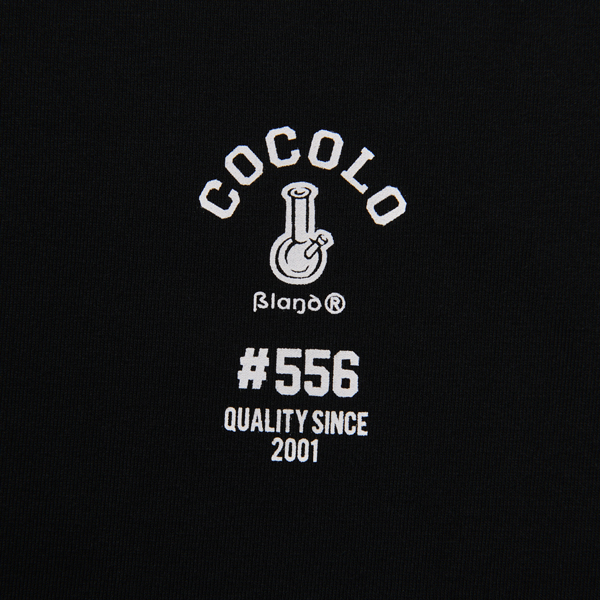 COCOLO
Bland®
#556
QUALITY SINCE
2001